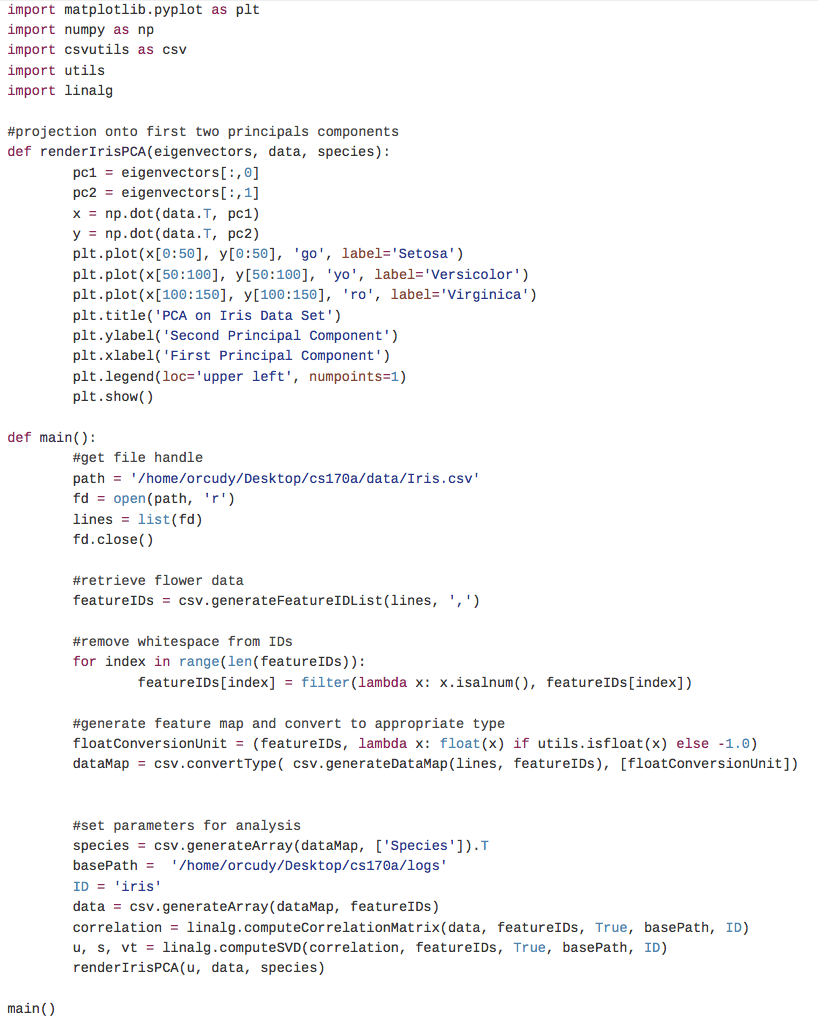 import matplotlib.pyplot as plt
import numpy as np
import csvutils as csv
import utils
import linalg

#projection onto first two principals components
def renderIrisPCA(eigenvectors, data, species):
        pc1 = eigenvectors[:,0]
        pc2 = eigenvectors[:,1]
        x = np.dot(data.T, pc1)
        y = np.dot(data.T, pc2)
        plt.plot(x[0:50], y[0:50], 'go', label='Setosa')
        plt.plot(x[50:100], y[50:100], 'yo', label='Versicolor')
        plt.plot(x[100:150], y[100:150], 'ro', label='Virginica')
        plt.title('PCA on Iris Data Set')
        plt.ylabel('Second Principal Component')
        plt.xlabel('First Principal Component')
        plt.legend(loc='upper left', numpoints=1)
        plt.show()

def main():
        #get file handle
        path = '/home/orcudy/Desktop/cs170a/data/Iris.csv'
        fd = open(path, 'r')
        lines = list(fd)
        fd.close()

        #retrieve flower data
        featureIDs = csv.generateFeatureIDList(lines, ',')

        #remove whitespace from IDs
        for index in range(len(featureIDs)):
                featureIDs[index] = filter(lambda x: x.isalnum(), featureIDs[index])

        #generate feature map and convert to appropriate type
        floatConversionUnit = (featureIDs, lambda x: float(x) if utils.isfloat(x) else -1.0)
        dataMap = csv.convertType( csv.generateDataMap(lines, featureIDs), [floatConversionUnit])


        #set parameters for analysis
        species = csv.generateArray(dataMap, ['Species']).T
        basePath =  '/home/orcudy/Desktop/cs170a/logs'
        ID = 'iris'
        data = csv.generateArray(dataMap, featureIDs)
        correlation = linalg.computeCorrelationMatrix(data, featureIDs, True, basePath, ID)
        u, s, vt = linalg.computeSVD(correlation, featureIDs, True, basePath, ID)
        renderIrisPCA(u, data, species)

main()